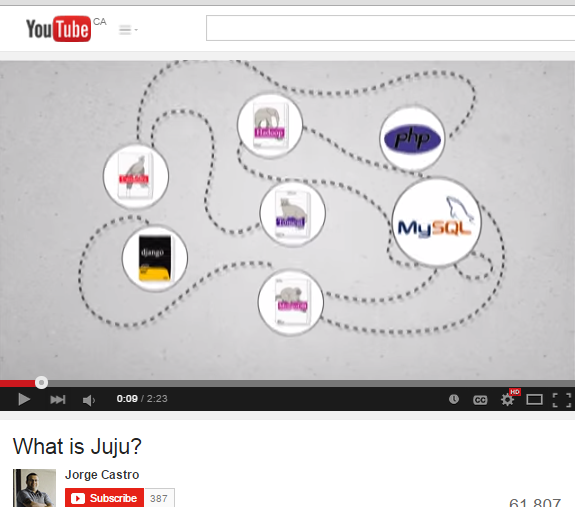 YouTube CA
Hadoop
php
MySQL
django
0:09 / 2:23
CC
HD
What is Juju?
Jorge Castro
Subscribe 387
61,807